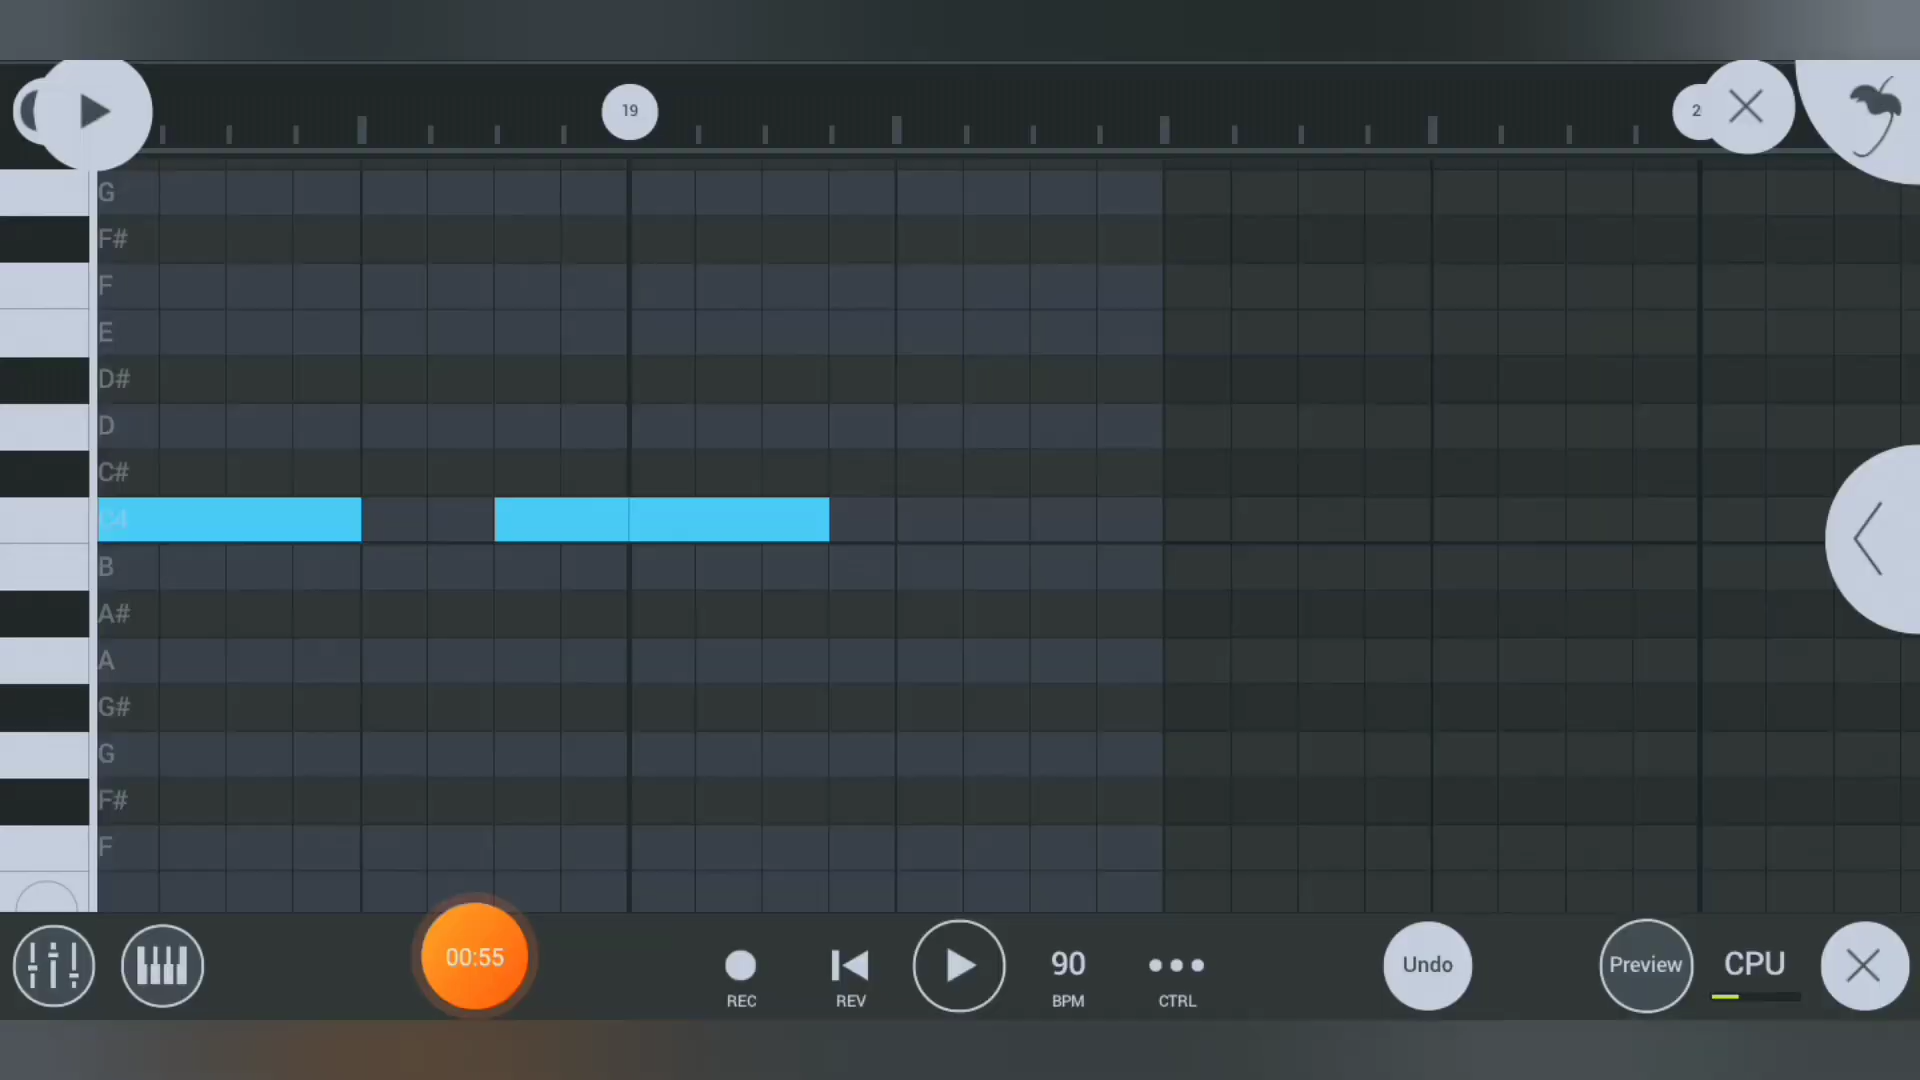 19
2
G
F#
F
E
D#
D
C#
C4
B
A#
A
G#
G
F#
F
00:55
REC
REV
90
BPM
CTRL
Undo
Preview
CPU